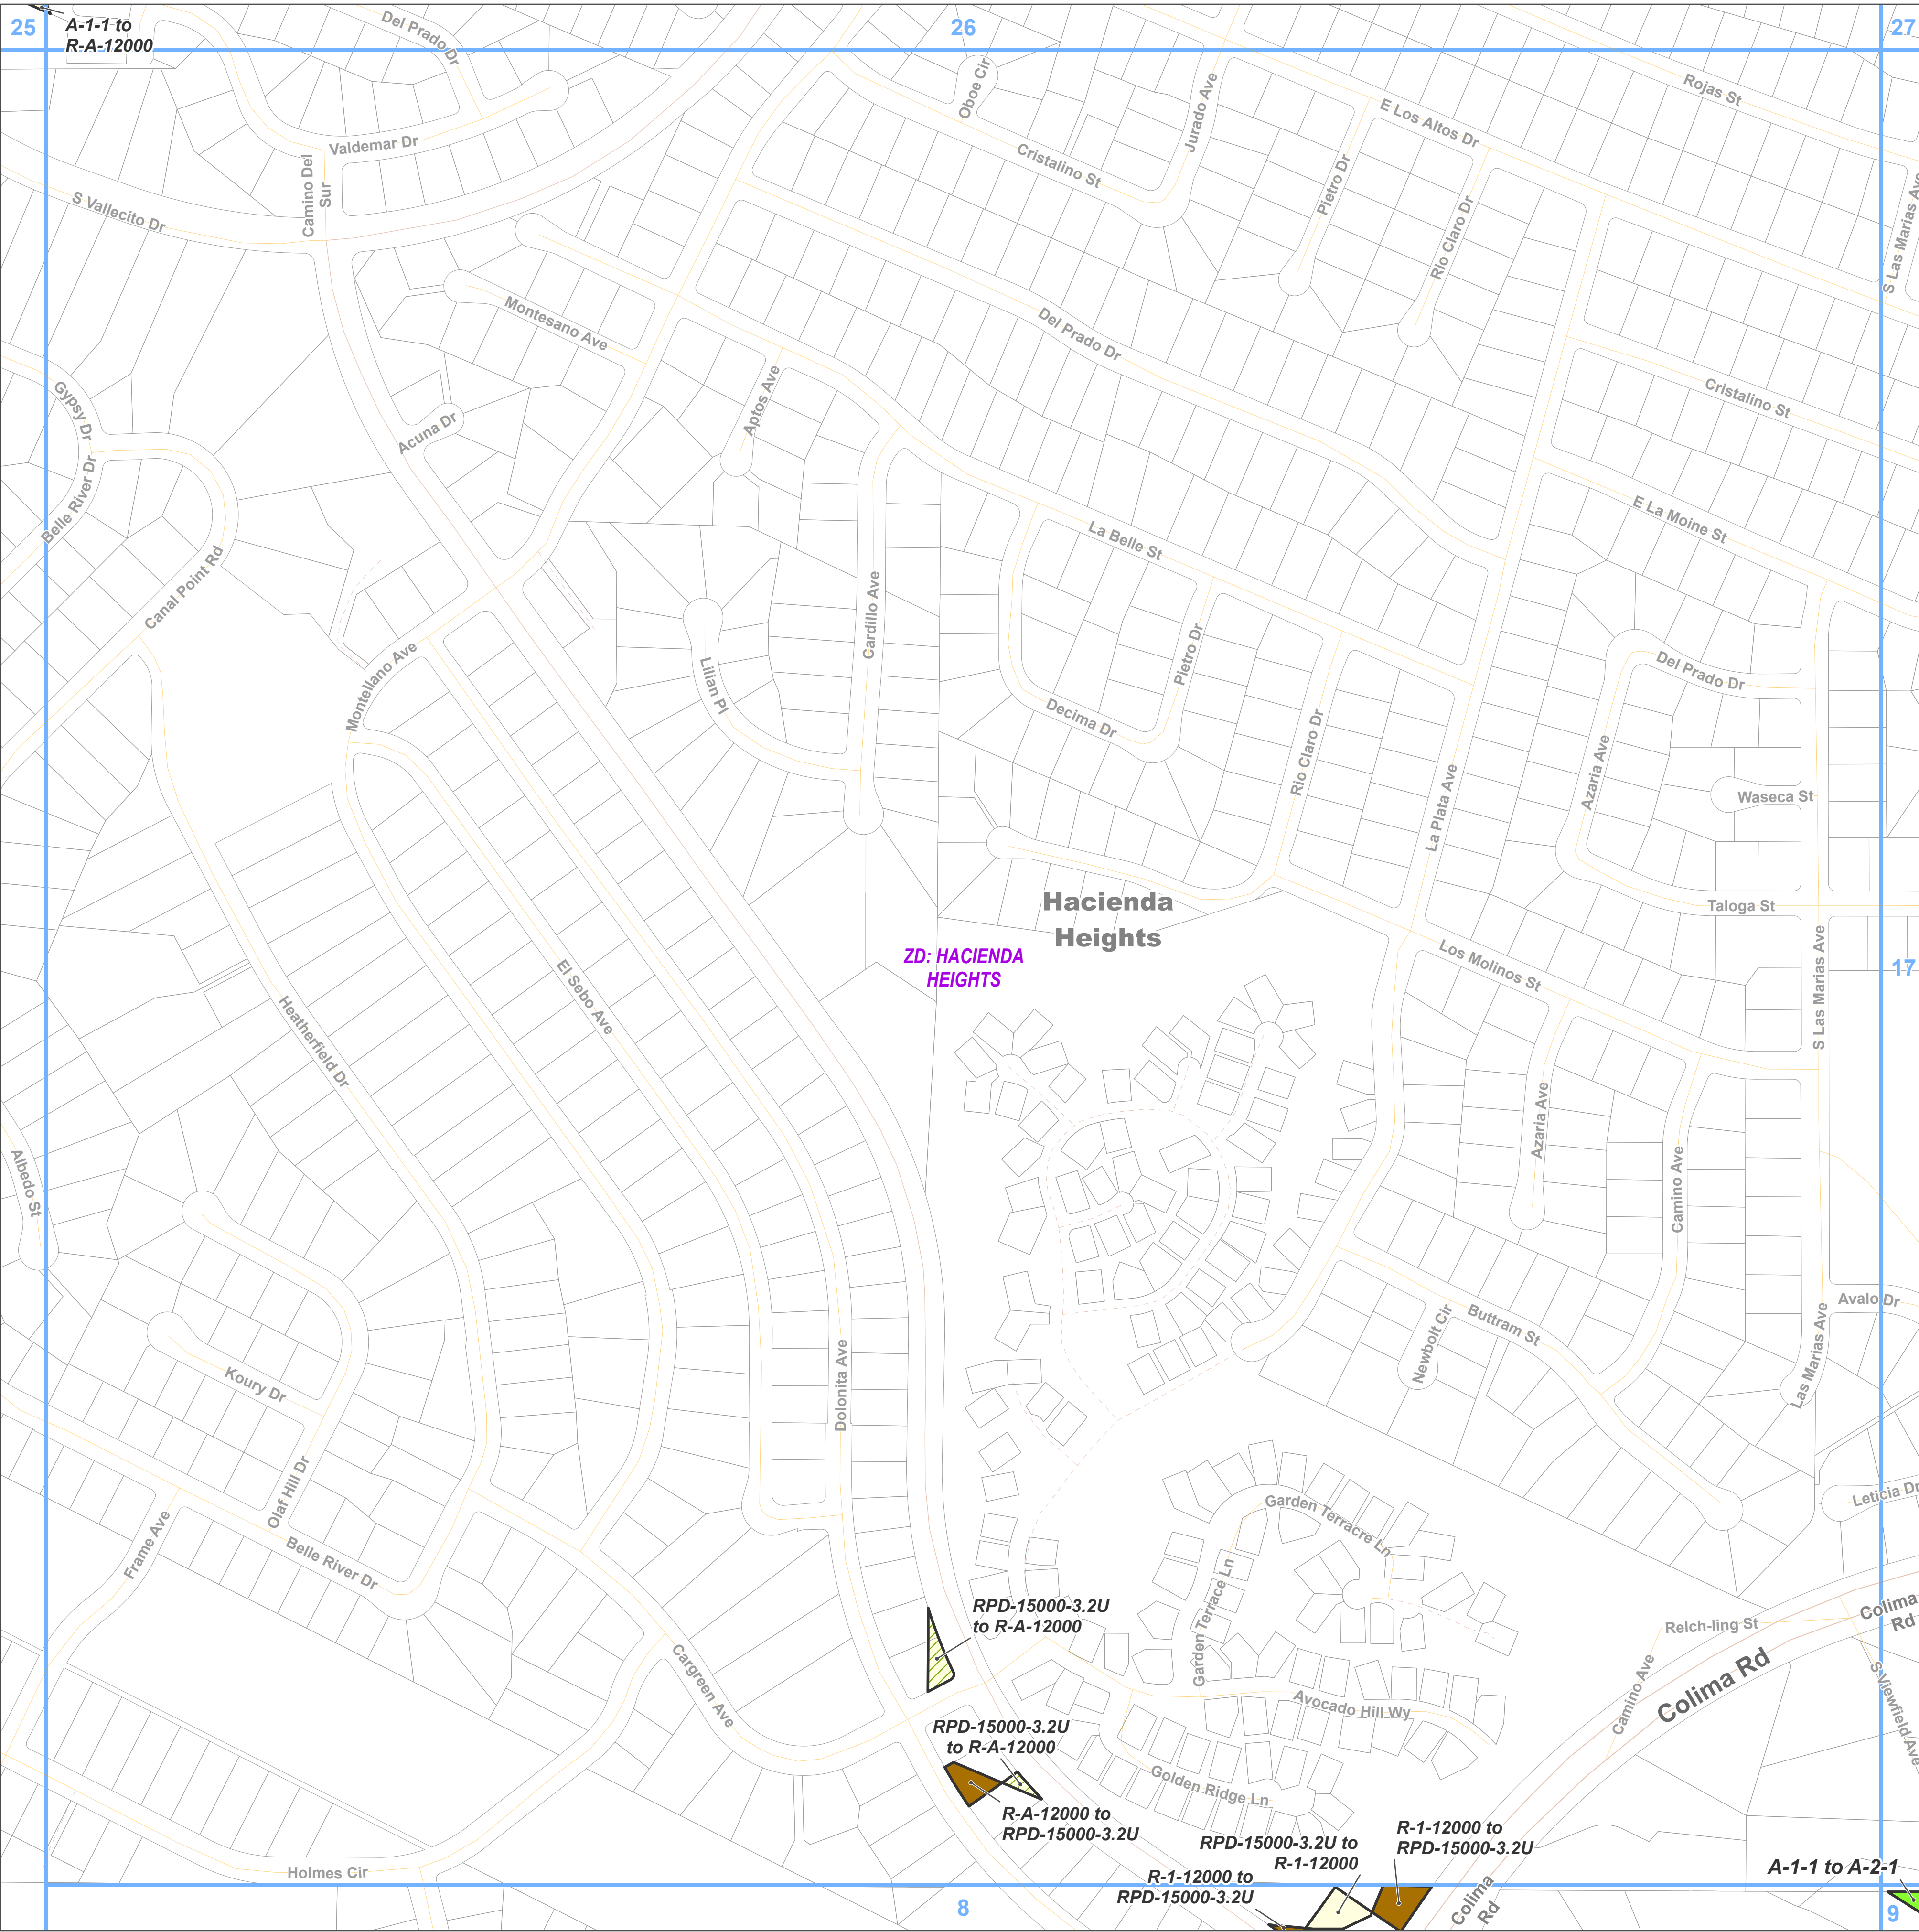 25
A-1-1 to
R-A-12000
Del Prado Dr
26
27
Rojas St
E Los Altos Dr
Oboe Cir
Jurado Ave
Cristalino St
Valdemar Dr
Camino Del
Sur
S Vallecito Dr
Pietro Dr
Rio Claro Dr
S Las Marias Ave
Montesano Ave
Del Prado Dr
Gypsy Dr
Acuna Dr
Aptos Ave
Cristalino St
Belle River Dr
E La Moine St
La Belle St
Canal Point Rd
Cardillo Ave
Montellano Ave
Lilian Pl
Pietro Dr
Decima Dr
Del Prado Dr
Rio Claro Dr
La Plata Ave
Azaria Ave
Waseca St
Hacienda
Heights
Taloga St
ZD: HACIENDA
HEIGHTS
Los Molinos St
17
S Las Marias Ave
El Sebo Ave
Heatherfield Dr
Azaria Ave
Albedo St
Camino Ave
Avalo Dr
Buttram St
Newbolt Cir
Las Marias Ave
Koury Dr
Dolonita Ave
Olaf Hill Dr
Frame Ave
Belle River Dr
Garden Terracre Ln
Leticia Dr
Garden Terrace Ln
RPD-15000-3.2U
to R-A-12000
Relch-ling St
Colima
Rd
Cargreen Ave
Colima Rd
Camino Ave
S Viewfield Ave
Avocado Hill Wy
RPD-15000-3.2U
to R-A-12000
Golden Ridge Ln
R-A-12000 to
RPD-15000-3.2U
R-1-12000 to
RPD-15000-3.2U
RPD-15000-3.2U to
R-1-12000
R-1-12000 to
RPD-15000-3.2U
Holmes Cir
A-1-1 to A-2-1
Colima
Rd
8
9